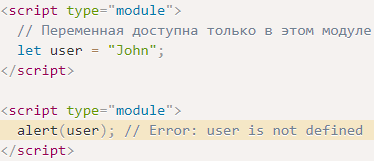 <script type="module">
  // Переменная доступна только в этом модуле
  let user = "John";
</script>

<script type="module">
  alert(user); // Error: user is not defined
</script>